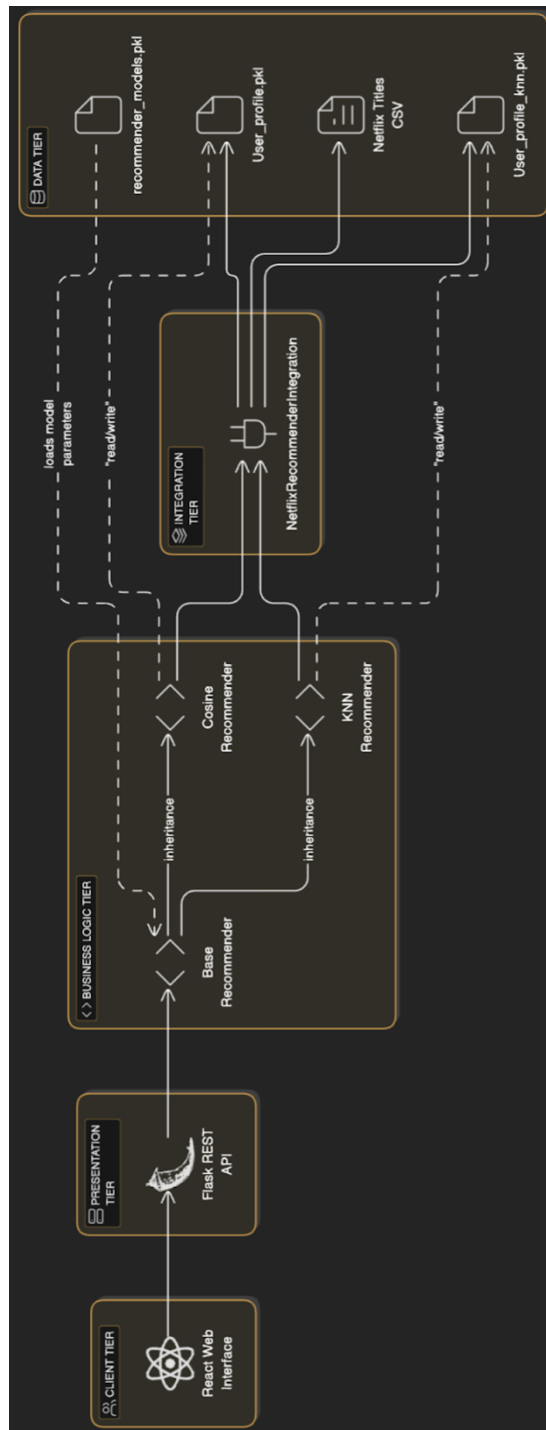 CLIENT TIER
React Web
Interface
PRESENTATION
TIER
Flask REST
API
BUSINESS LOGIC TIER
Base
Recommender
inheritance
inheritance
Cosine
Recommender
KNN
Recommender
loads model
parameters
"read/write"
"read/write"
INTEGRATION
TIER
NetflixRecommenderIntegration
DATA TIER
recommender_models.pkl
User_profile.pkl
Netflix Titles
CSV
User_profile_knn.pkl